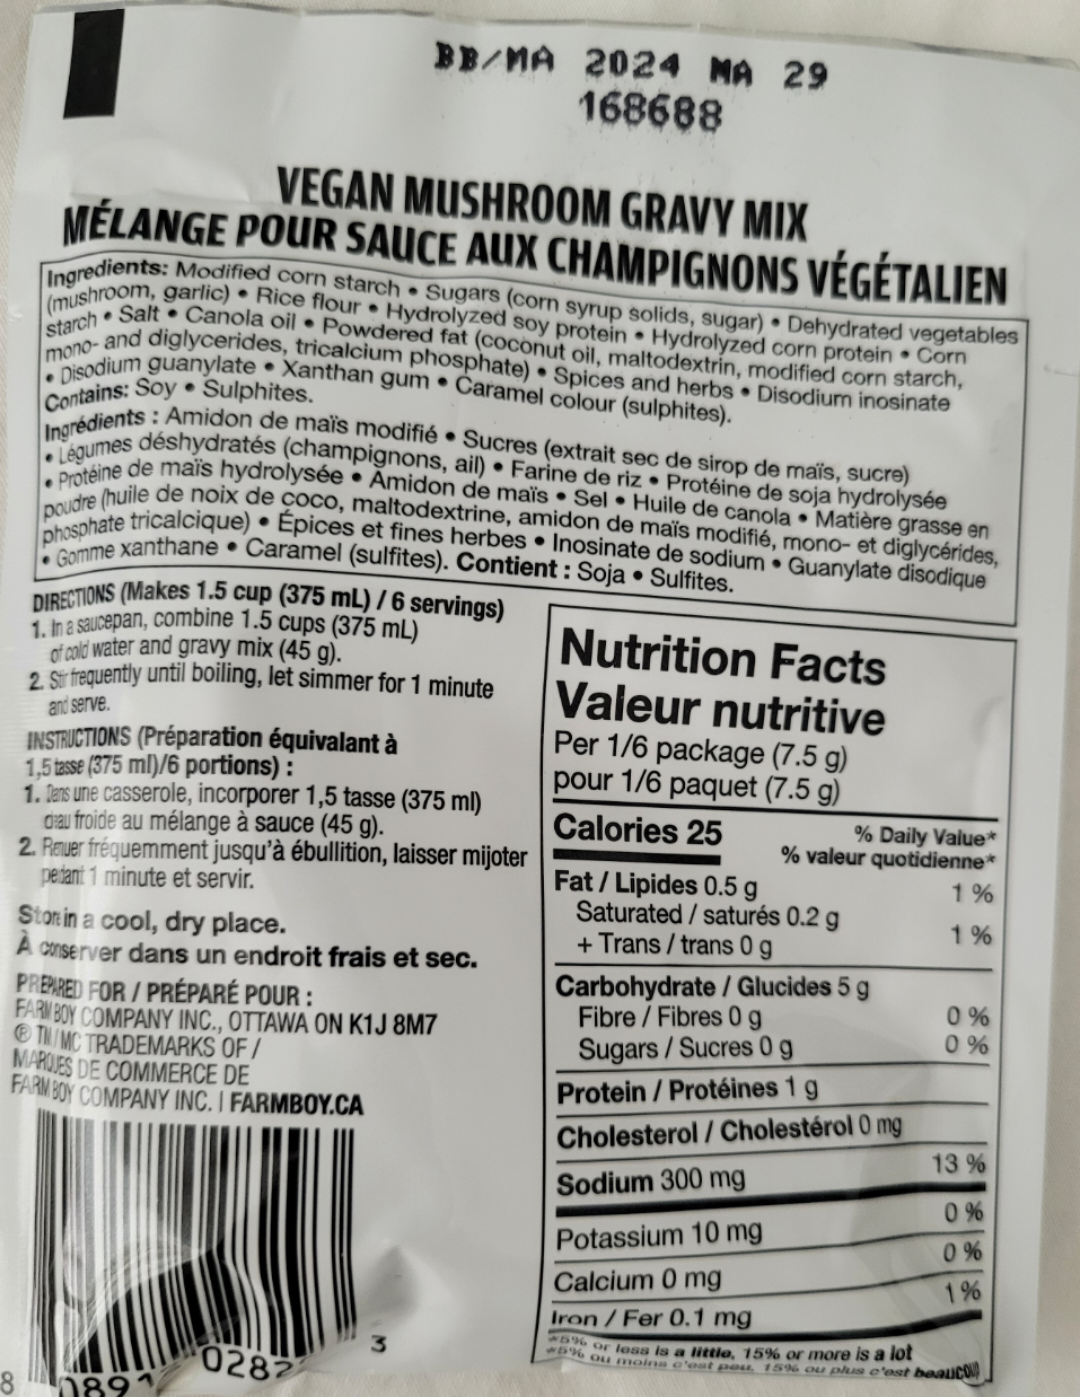 BB/MA 2024 MA 29
168688
VEGAN MUSHROOM GRAVY MIX
MÉLANGE POUR SAUCE AUX CHAMPIGNONS VÉGÉTALIEN
Ingredients: Modified corn starch • Sugars (corn syrup solids, sugar) • Dehydrated vegetables
(mushroom, garlic) • Rice flour • Hydrolyzed soy protein • Hydrolyzed corn protein • Corn
starch • Salt • Canola oil • Powdered fat (coconut oil, maltodextrin, modified corn starch,
mono- and diglycerides, tricalcium phosphate) • Spices and herbs • Disodium inosinate
• Disodium guanylate • Xanthan gum • Caramel colour (sulphites).
Contains: Soy • Sulphites.
Ingrédients : Amidon de maïs modifié • Sucres (extrait sec de sirop de maïs, sucre)
• Légumes déshydratés (champignons, ail) • Farine de riz • Protéine de soja hydrolysée
• Protéine de maïs hydrolysée • Amidon de maïs • Sel • Huile de canola • Matière grasse en
poudre (huile de noix de coco, maltodextrine, amidon de maïs modifié, mono- et diglycérides,
phosphate tricalcique) • Épices et fines herbes • Inosinate de sodium • Guanylate disodique
• Gomme xanthane • Caramel (sulfites). Contient : Soja • Sulfites.
DIRECTIONS (Makes 1.5 cup (375 mL) / 6 servings)
1. In a saucepan, combine 1.5 cups (375 mL)
of cold water and gravy mix (45 g).
2. Stir frequently until boiling, let simmer for 1 minute
and serve.
INSTRUCTIONS (Préparation équivalant à
1,5 tasse (375 ml)/6 portions) :
1. Dans une casserole, incorporer 1,5 tasse (375 ml)
d'eau froide au mélange à sauce (45 g).
2. Remuer fréquemment jusqu'à ébullition, laisser mijoter
pendant 1 minute et servir.
Store in a cool, dry place.
À conserver dans un endroit frais et sec.
PREPARED FOR / PRÉPARÉ POUR :
FARM BOY COMPANY INC., OTTAWA ON K1J 8M7
® TM/MC TRADEMARKS OF /
MARQUES DE COMMERCE DE
FARM BOY COMPANY INC. | FARMBOY.CA
8 0891 0282 3
Nutrition Facts
Valeur nutritive
Per 1/6 package (7.5 g)
pour 1/6 paquet (7.5 g)
Calories 25 % Daily Value*
% valeur quotidienne*
Fat / Lipides 0.5 g 1 %
Saturated / saturés 0.2 g
+ Trans / trans 0 g 1 %
Carbohydrate / Glucides 5 g
Fibre / Fibres 0 g 0 %
Sugars / Sucres 0 g 0 %
Protein / Protéines 1 g
Cholesterol / Cholestérol 0 mg
Sodium 300 mg 13 %
Potassium 10 mg 0 %
Calcium 0 mg 0 %
Iron / Fer 0.1 mg 1 %
*5% or less is a little, 15% or more is a lot
*5% ou moins c'est peu, 15% ou plus c'est beaucoup